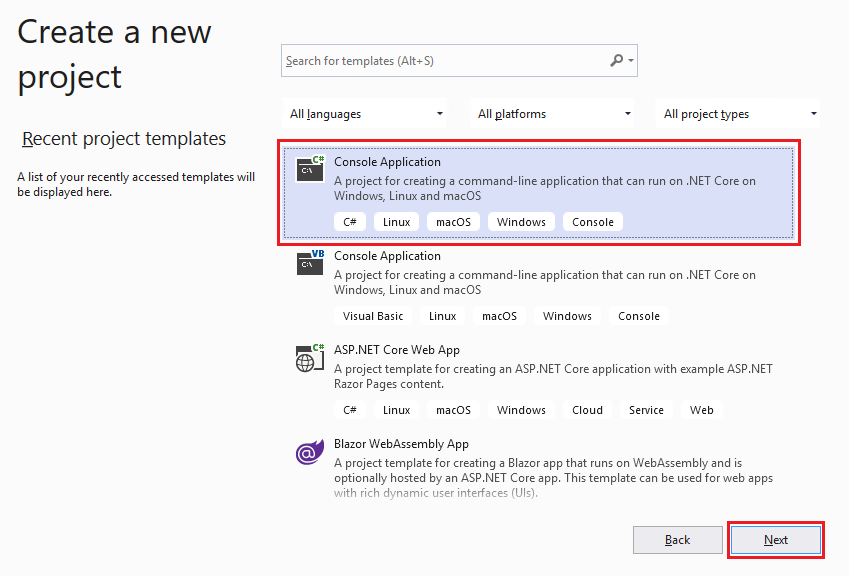 Create a new
project
Search for templates (Alt+S)
All languages
All platforms
All project types
Recent project templates
A list of your recently accessed templates will
be displayed here.
C#
C:\
Console Application
A project for creating a command-line application that can run on .NET Core on
Windows, Linux and macOS
C# Linux macOS Windows Console
VB
C:\
Console Application
A project for creating a command-line application that can run on .NET Core on
Windows, Linux and macOS
Visual Basic Linux macOS Windows Console
C#
ASP.NET Core Web App
A project template for creating an ASP.NET Core application with example ASP.NET
Razor Pages content.
C# Linux macOS Windows Cloud Service Web
@
Blazor WebAssembly App
A project template for creating a Blazor app that runs on WebAssembly and is
optionally hosted by an ASP.NET Core app. This template can be used for web apps
with rich dynamic user interfaces (UIs).
Back
Next